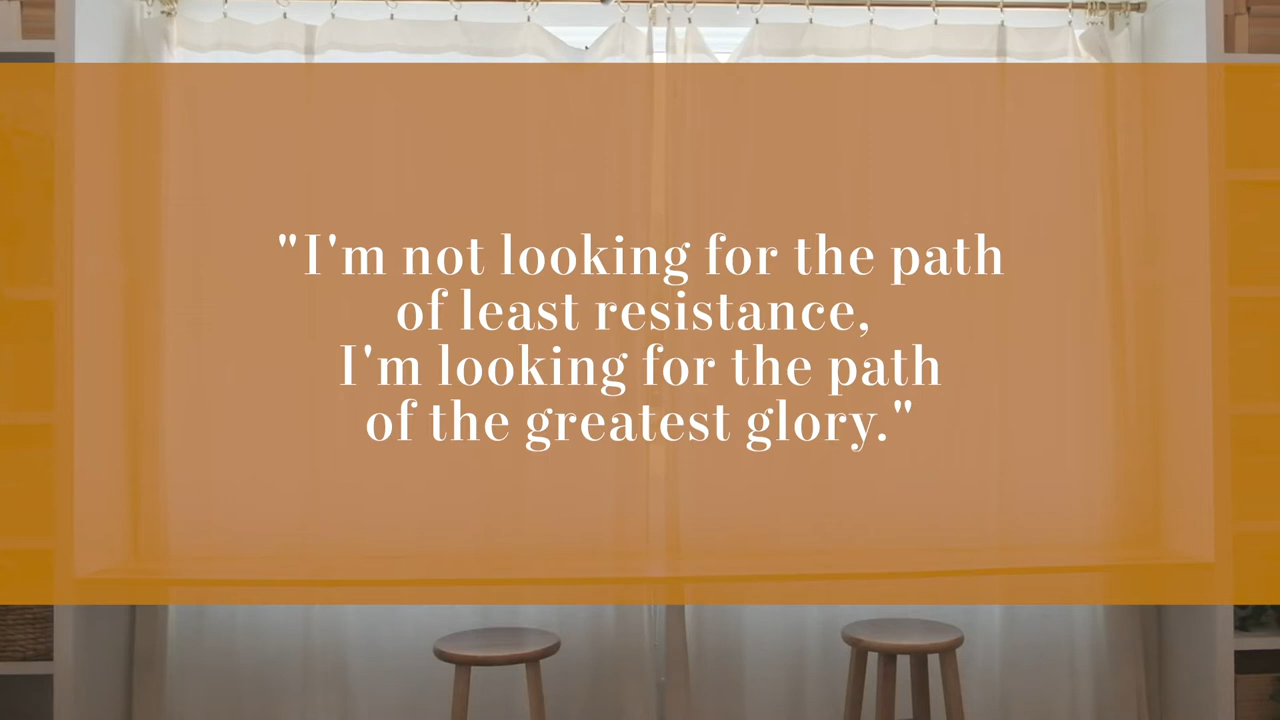 "I'm not looking for the path
of least resistance,
I'm looking for the path
of the greatest glory."